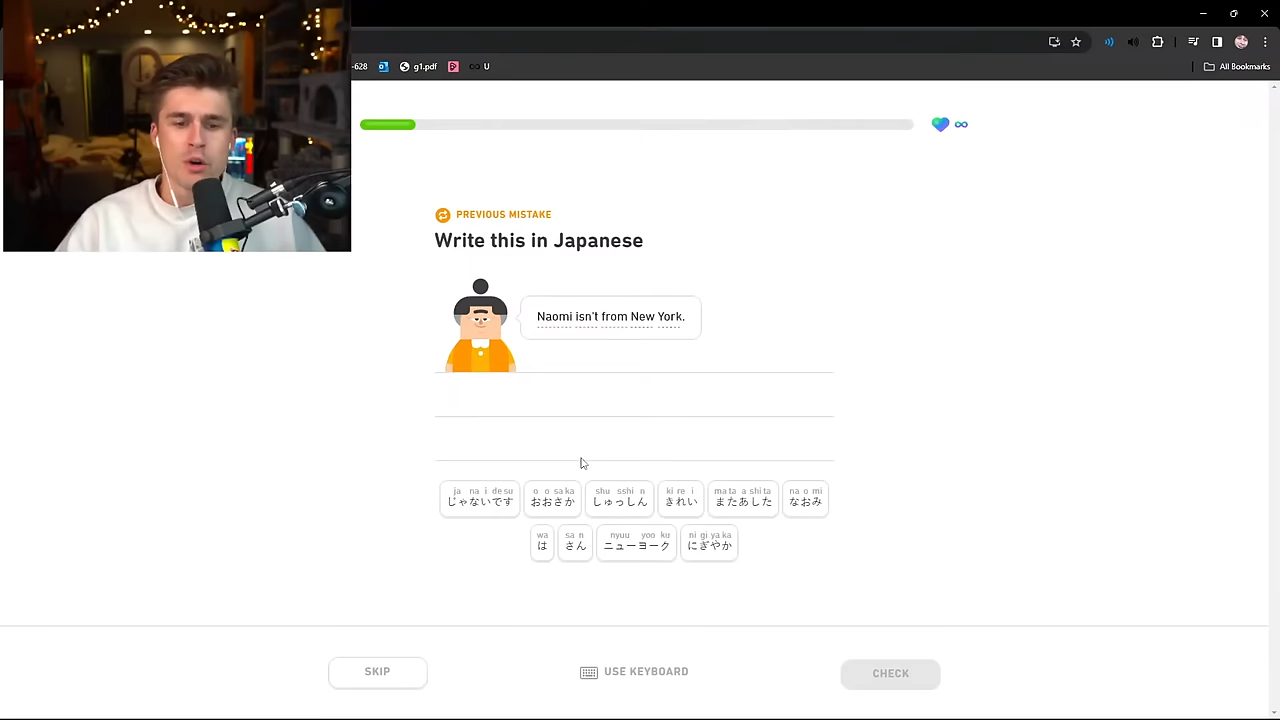 -628 g1.pdf U All Bookmarks
PREVIOUS MISTAKE
Write this in Japanese
Naomi isn't from New York.
ja na i de su o o sa ka shu sshi n ki re i ma ta a shi ta na o mi
じゃないです おおさか しゅっしん きれい またあした なおみ
wa sa n nyuu yoo ku ni gi ya ka
は さん ニューヨーク にぎやか
SKIP USE KEYBOARD CHECK